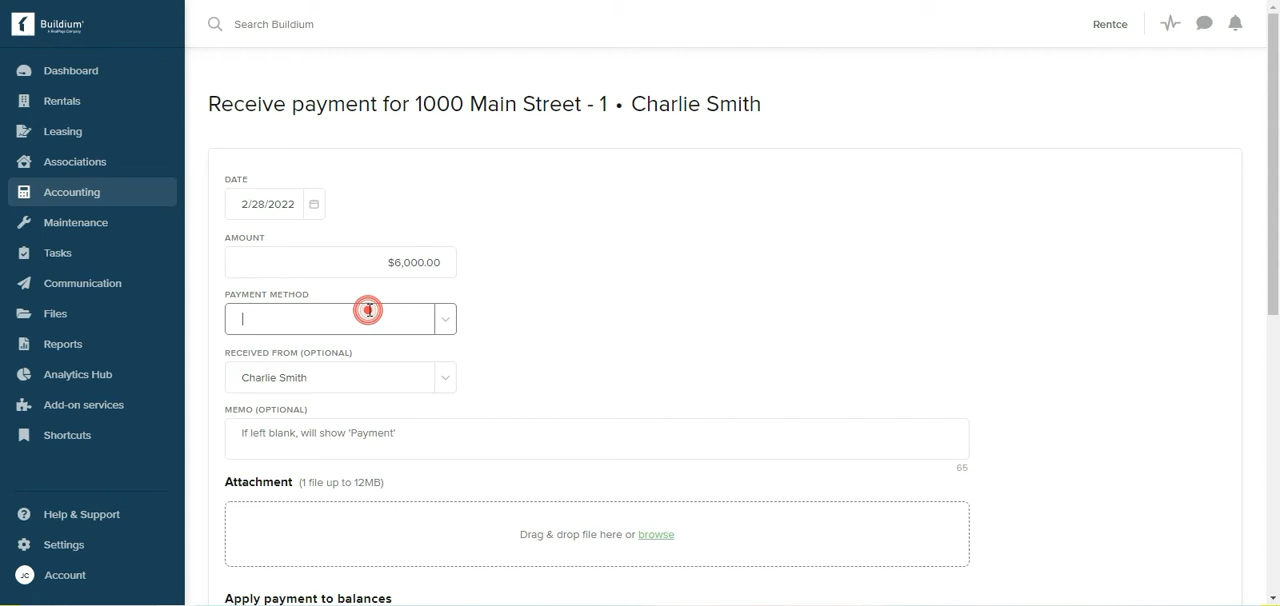 Buildium®
A RealPage Company
Search Buildium
Rentce
Dashboard
Rentals
Leasing
Associations
Accounting
Maintenance
Tasks
Communication
Files
Reports
Analytics Hub
Add-on services
Shortcuts
Help & Support
Settings
JC
Account
Receive payment for 1000 Main Street - 1 • Charlie Smith
DATE
2/28/2022
AMOUNT
$6,000.00
PAYMENT METHOD
RECEIVED FROM (OPTIONAL)
Charlie Smith
MEMO (OPTIONAL)
If left blank, will show 'Payment'
65
Attachment (1 file up to 12MB)
Drag & drop file here or browse
Apply payment to balances